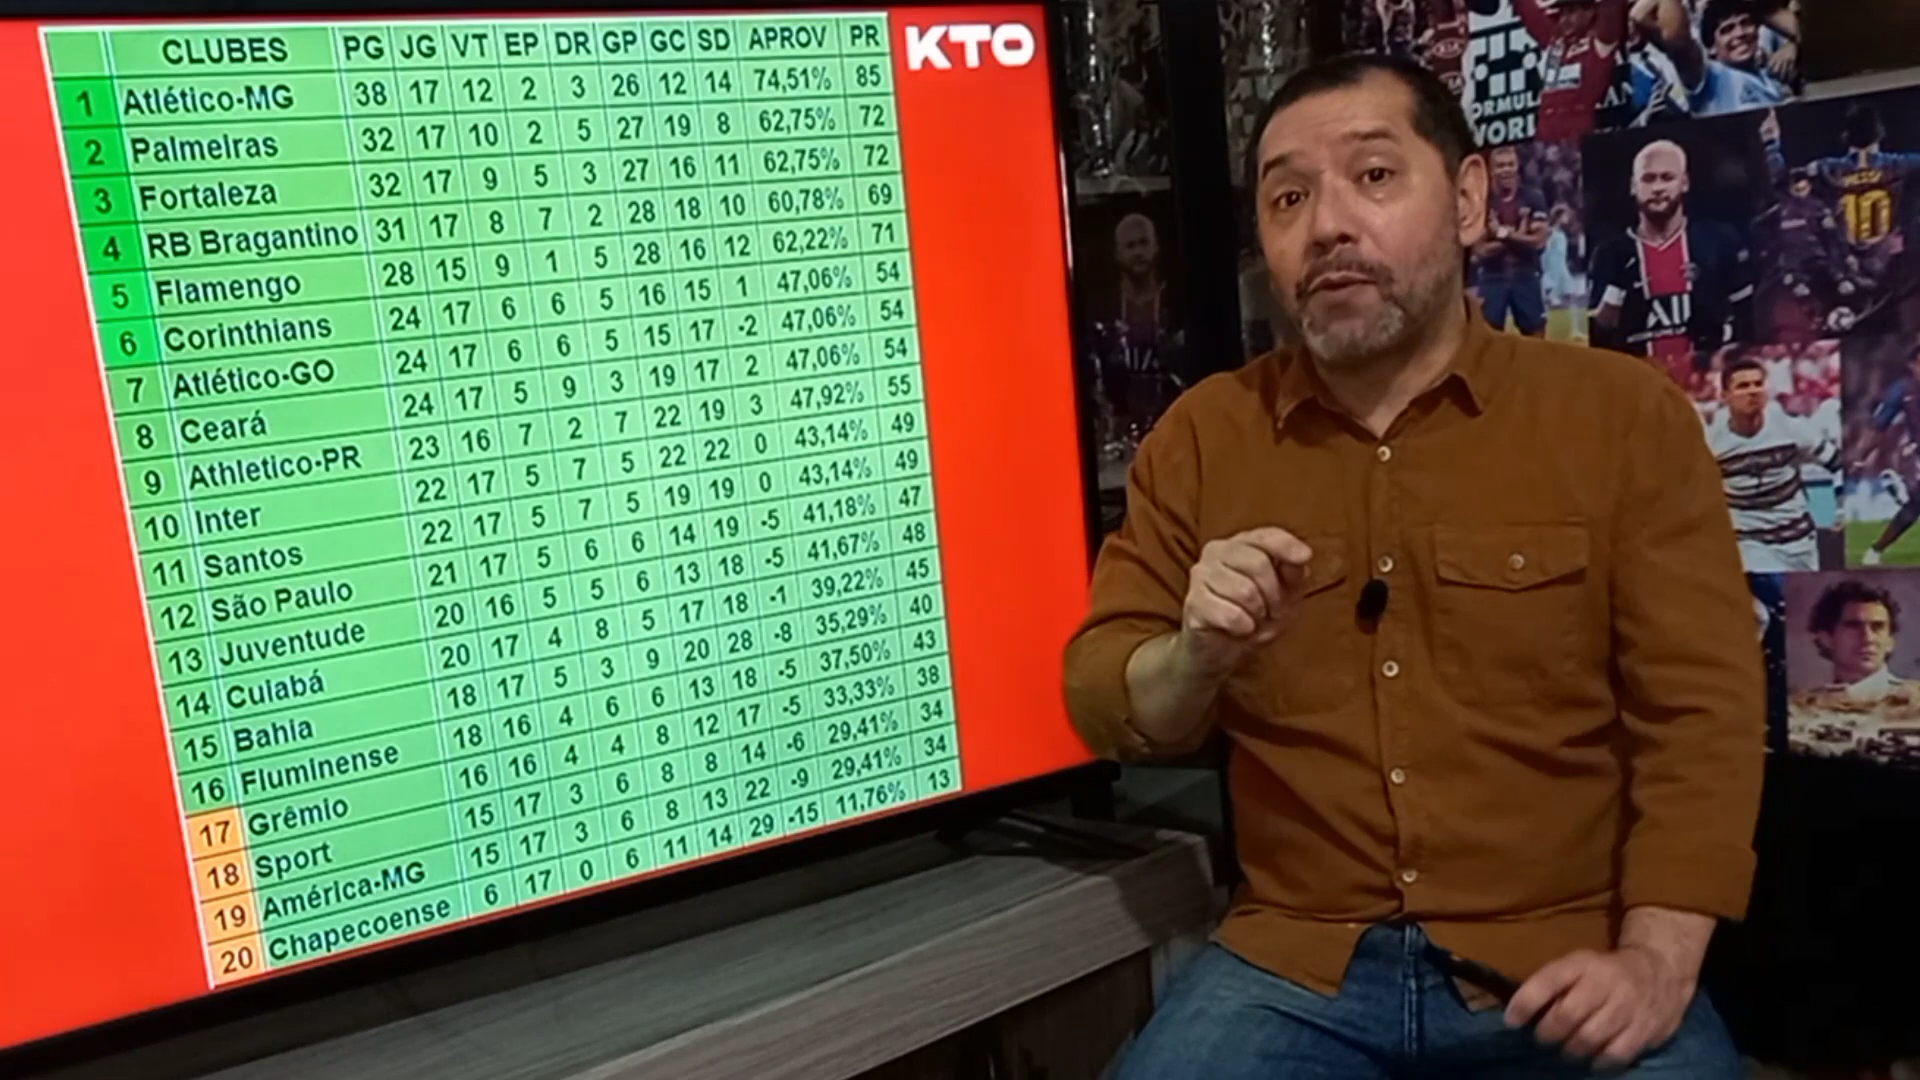 CLUBES PG JG VT EP DR GP GC SD APROV PR
1 Atlético-MG 38 17 12 2 3 26 12 14 74,51% 85
2 Palmeiras 32 17 10 2 5 27 19 8 62,75% 72
3 Fortaleza 32 17 9 5 3 27 16 11 62,75% 72
4 RB Bragantino 31 17 8 7 2 28 18 10 60,78% 69
5 Flamengo 28 15 9 1 5 28 16 12 62,22% 71
6 Corinthians 24 17 6 6 5 16 15 1 47,06% 54
7 Atlético-GO 24 17 6 6 5 15 17 -2 47,06% 54
8 Ceará 24 17 5 9 3 19 17 2 47,06% 54
9 Athletico-PR 23 16 7 2 7 22 19 3 47,92% 55
10 Inter 22 17 5 7 5 22 22 0 43,14% 49
11 Santos 22 17 5 7 5 19 19 0 43,14% 49
12 São Paulo 21 17 5 6 6 14 19 -5 41,18% 47
13 Juventude 20 16 5 5 6 13 18 -5 41,67% 48
14 Cuiabá 20 17 4 8 5 17 18 -1 39,22% 45
15 Bahia 18 17 5 3 9 20 28 -8 35,29% 40
16 Fluminense 18 16 4 6 6 13 18 -5 37,50% 43
17 Grêmio 16 16 4 4 8 12 17 -5 33,33% 38
18 Sport 15 17 3 6 8 8 14 -6 29,41% 34
19 América-MG 15 17 3 6 8 13 22 -9 29,41% 34
20 Chapecoense 6 17 0 6 11 14 29 -15 11,76% 13
KTO
KIA
FORMULA
WORL
MESSI
10